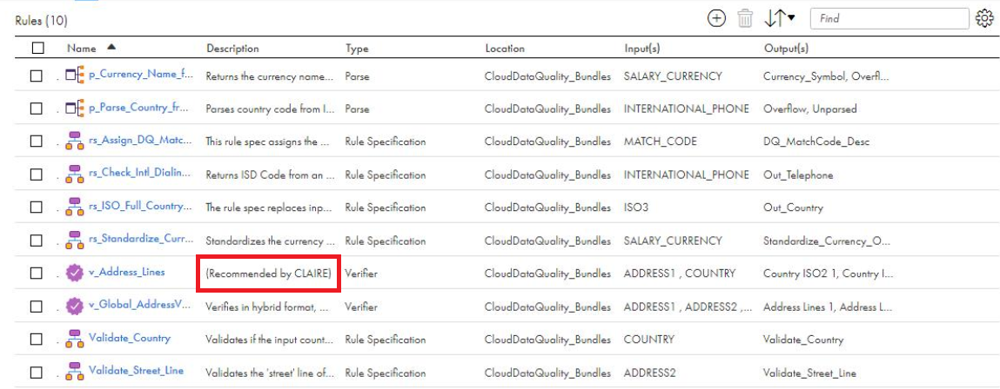 Rules (10)
Find
Name Description Type Location Input(s) Output(s)
p_Currency_Name_f... Returns the currency name... Parse CloudDataQuality_Bundles SALARY_CURRENCY Currency_Symbol, Overfl...
p_Parse_Country_fr... Parses country code from I... Parse CloudDataQuality_Bundles INTERNATIONAL_PHONE Overflow, Unparsed
rs_Assign_DQ_Matc... This rule spec assigns the ... Rule Specification CloudDataQuality_Bundles MATCH_CODE DQ_MatchCode_Desc
rs_Check_Intl_Dialin... Returns ISD Code from an ... Rule Specification CloudDataQuality_Bundles INTERNATIONAL_PHONE Out_Telephone
rs_ISO_Full_Country... The rule spec replaces inp... Rule Specification CloudDataQuality_Bundles ISO3 Out_Country
rs_Standardize_Curr... Standardizes the currency ... Rule Specification CloudDataQuality_Bundles SALARY_CURRENCY Standardize_Currency_O...
v_Address_Lines (Recommended by CLAIRE) Verifier CloudDataQuality_Bundles ADDRESS1 , COUNTRY Country ISO2 1, Country I...
v_Global_AddressV... Verifies in hybrid format, ... Verifier CloudDataQuality_Bundles ADDRESS1 , ADDRESS2 ,... Address Lines 1, Address L...
Validate_Country Validates if the input count... Rule Specification CloudDataQuality_Bundles COUNTRY Validate_Country
Validate_Street_Line Validates the 'street' line of... Rule Specification CloudDataQuality_Bundles ADDRESS2 Validate_Street_Line